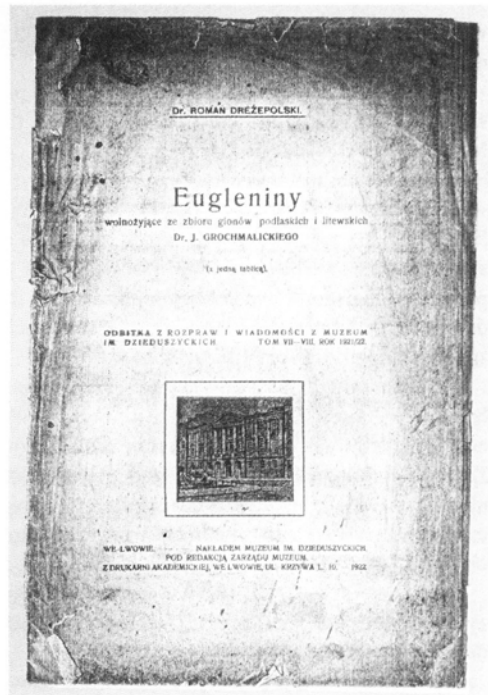 Dr. ROMAN DREŻEPOLSKI.
Eugleniny
wolnożyjące ze zbioru glonów podlaskich i litewskich
Dr. J. GROCHMALICKIEGO
(z jedną tablicą).
ODBITKA Z ROZPRAW I WIADOMOŚCI Z MUZEUM
IM. DZIEDUSZYCKICH TOM VII—VIII. ROK 1921/22.
WE LWOWIE. NAKŁADEM MUZEUM IM. DZIEDUSZYCKICH.
POD REDAKCJĄ ZARZĄDU MUZEUM.
Z DRUKARNI AKADEMICKIEJ, WE LWOWIE, UL. KRZYWA L. 10. 1922.